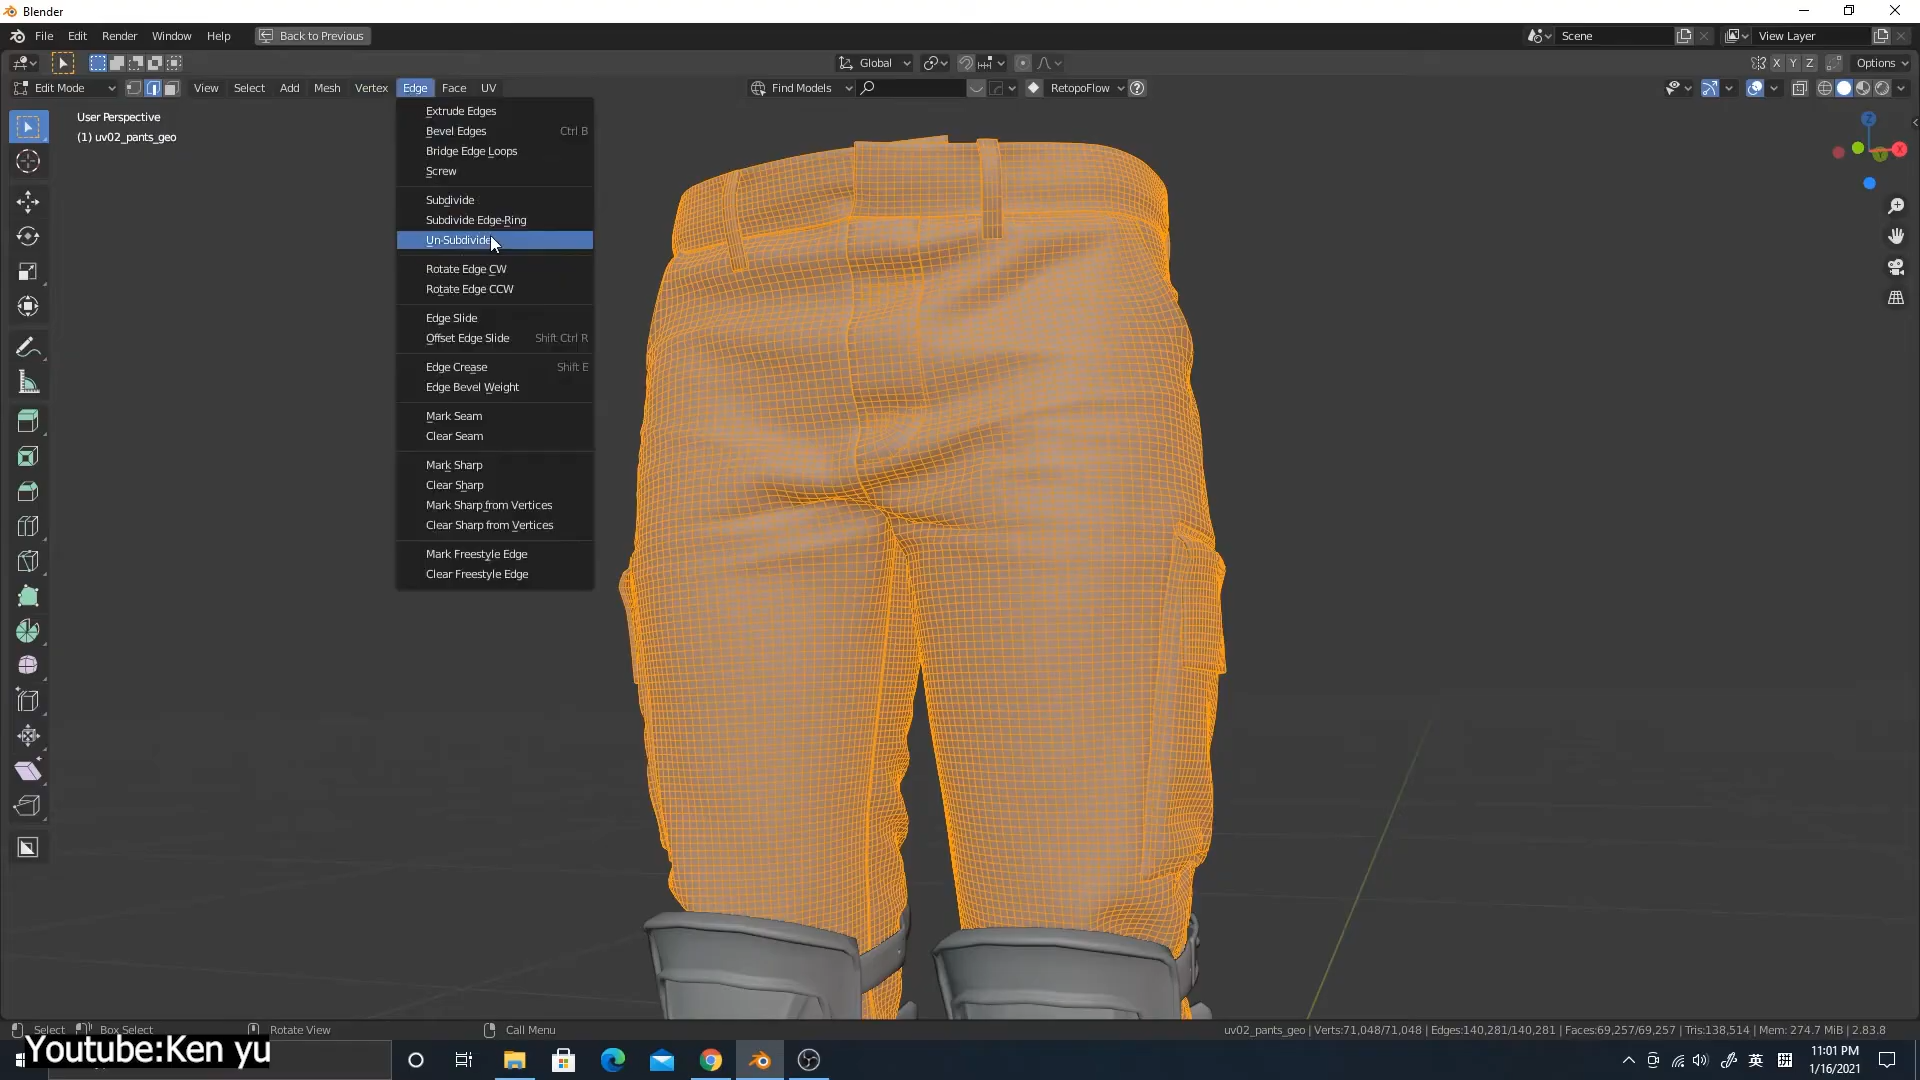 Blender
File Edit Render Window Help Back to Previous Scene View Layer
Global X Y Z Options
Edit Mode View Select Add Mesh Vertex Edge Face UV Find Models RetopoFlow
User Perspective
(1) uv02_pants_geo
Extrude Edges
Bevel Edges Ctrl B
Bridge Edge Loops
Screw
Subdivide
Subdivide Edge-Ring
Un-Subdivide
Rotate Edge CW
Rotate Edge CCW
Edge Slide
Offset Edge Slide Shift Ctrl R
Edge Crease Shift E
Edge Bevel Weight
Mark Seam
Clear Seam
Mark Sharp
Clear Sharp
Mark Sharp from Vertices
Clear Sharp from Vertices
Mark Freestyle Edge
Clear Freestyle Edge
Z
X
Y
Select Box Select Rotate View Call Menu uv02_pants_geo | Verts:71,048/71,048 | Edges:140,281/140,281 | Faces:69,257/69,257 | Tris:138,514 | Mem: 274.7 MiB | 2.83.8
Youtube:Ken yu
英
11:01 PM
1/16/2021